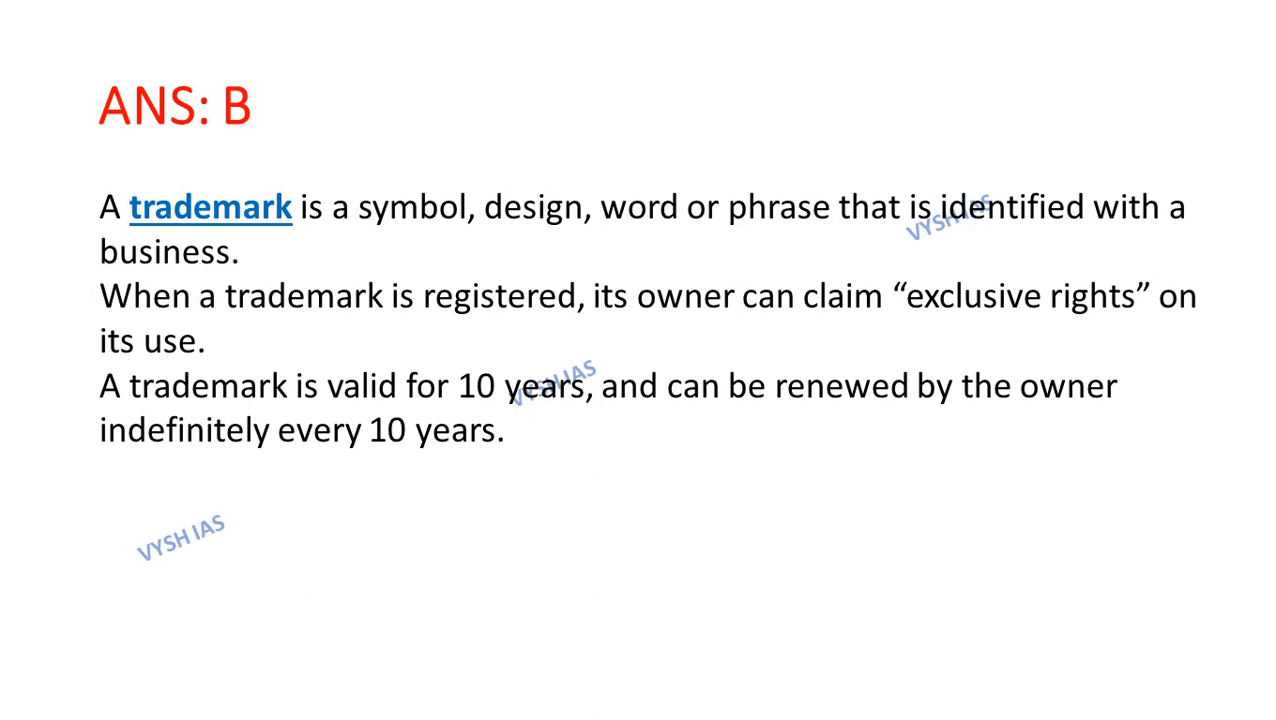 ANS: B
A trademark is a symbol, design, word or phrase that is identified with a
business.
When a trademark is registered, its owner can claim “exclusive rights” on
its use.
A trademark is valid for 10 years, and can be renewed by the owner
indefinitely every 10 years.
VYSH IAS
VYSH IAS
VYSH IAS